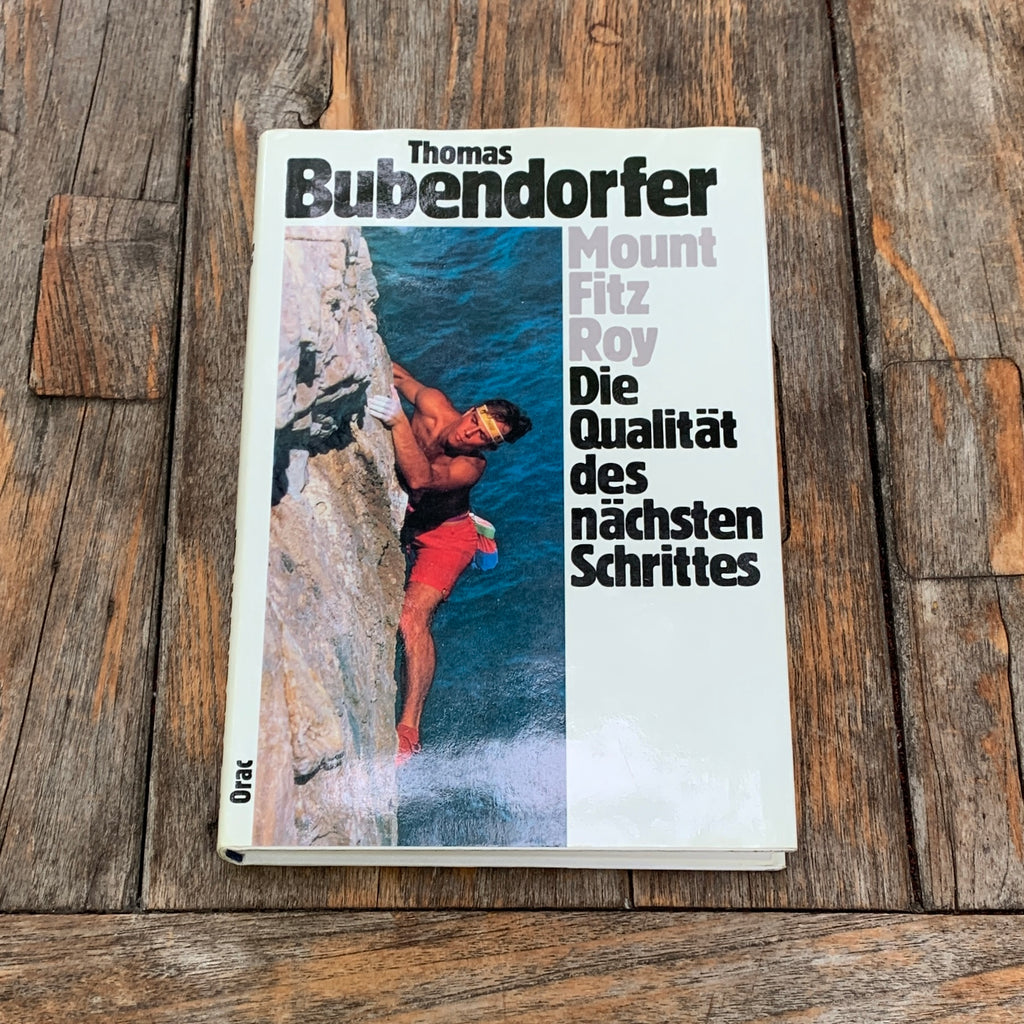 Thomas
Bubendorfer
Mount
Fitz
Roy
Die
Qualität
des
nächsten
Schrittes
Orac